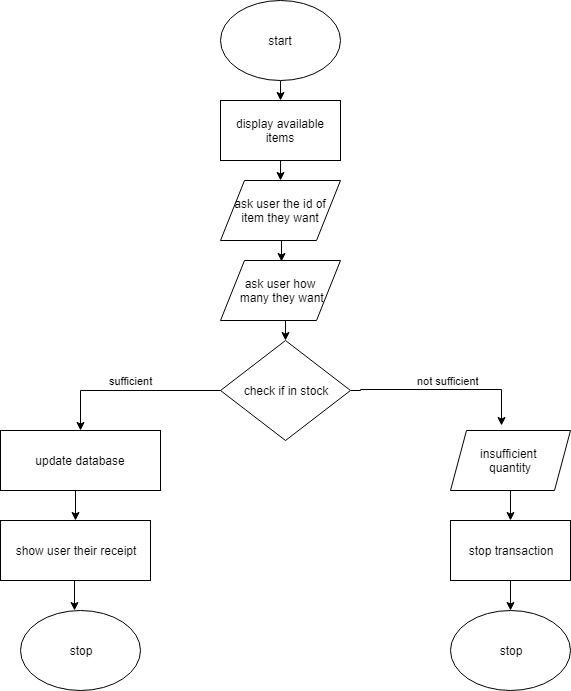 start
display available
items
ask user the id of
item they want
ask user how
many they want
check if in stock
sufficient
not sufficient
update database
insufficient
quantity
show user their receipt
stop transaction
stop
stop